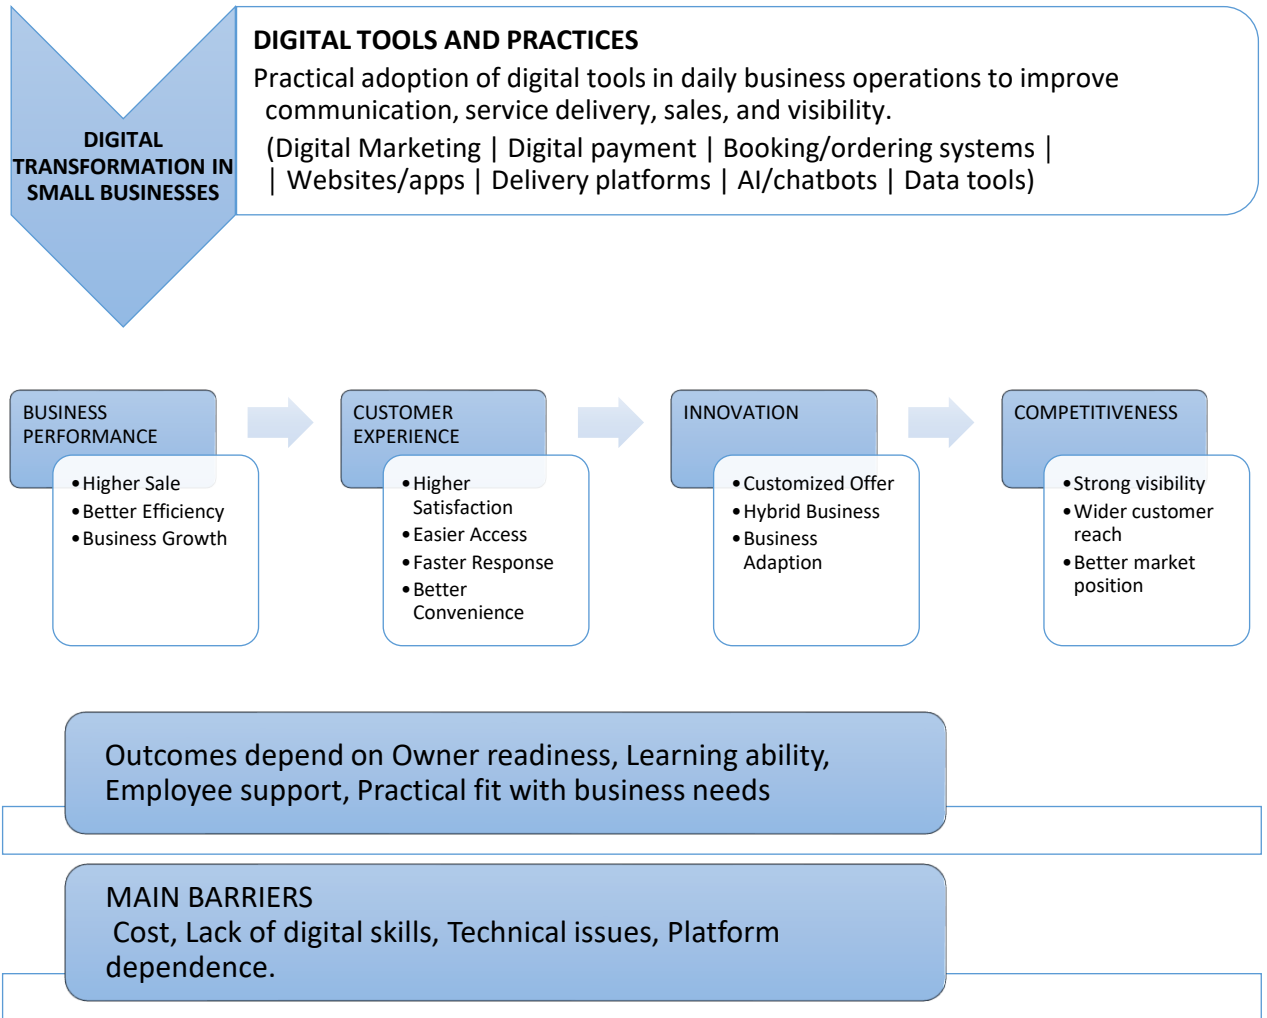 DIGITAL
TRANSFORMATION IN
SMALL BUSINESSES
DIGITAL TOOLS AND PRACTICES
Practical adoption of digital tools in daily business operations to improve
communication, service delivery, sales, and visibility.
(Digital Marketing | Digital payment | Booking/ordering systems |
| Websites/apps | Delivery platforms | AI/chatbots | Data tools)
BUSINESS
PERFORMANCE
•Higher Sale
•Better Efficiency
•Business Growth
CUSTOMER
EXPERIENCE
•Higher
Satisfaction
•Easier Access
•Faster Response
•Better
Convenience
INNOVATION
•Customized Offer
•Hybrid Business
•Business
Adaption
COMPETITIVENESS
•Strong visibility
•Wider customer
reach
•Better market
position
Outcomes depend on Owner readiness, Learning ability,
Employee support, Practical fit with business needs
MAIN BARRIERS
Cost, Lack of digital skills, Technical issues, Platform
dependence.